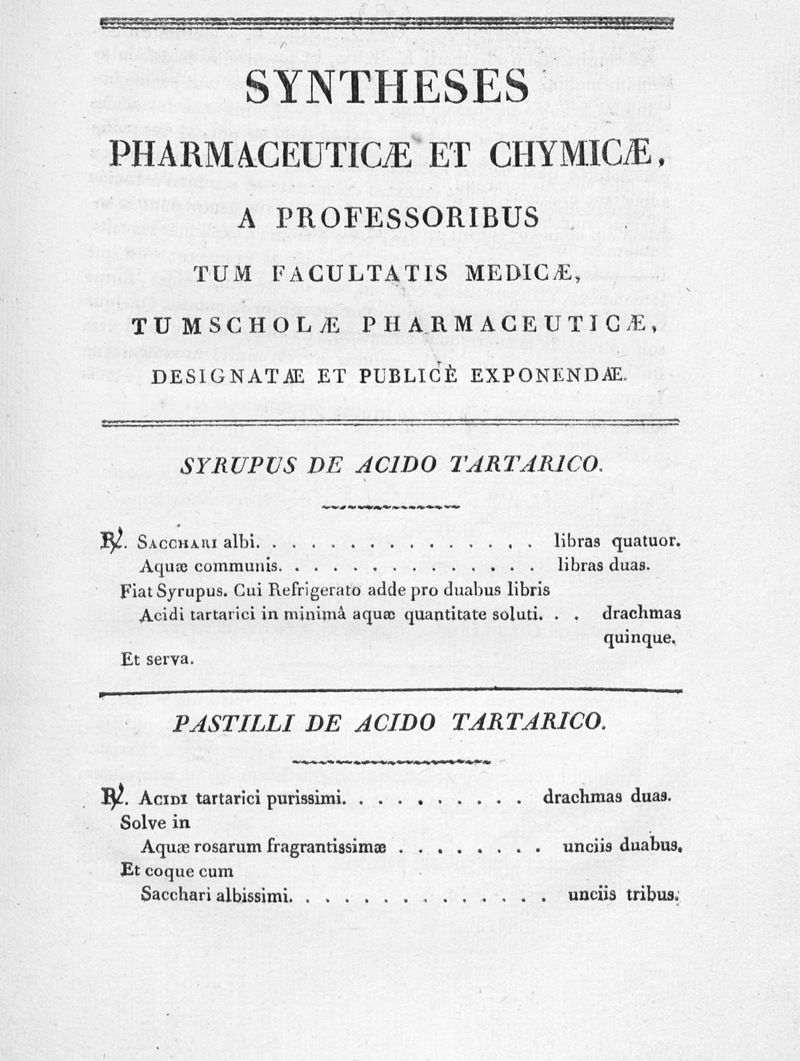 SYNTHESES
PHARMACEUTICÆ ET CHYMICÆ,
A PROFESSORIBUS
TUM FACULTATIS MEDICÆ,
TUM SCHOLÆ PHARMACEUTICÆ,
DESIGNATÆ ET PUBLICÈ EXPONENDÆ.
SYRUPUS DE ACIDO TARTARICO.
℞. SACCHARI albi. . . . . . . . . . . . . . . . libras quatuor.
Aquæ communis. . . . . . . . . . . . . . libras duas.
Fiat Syrupus. Cui Refrigerato adde pro duabus libris
Acidi tartarici in minimâ aquæ quantitate soluti. . . drachmas
quinque.
Et serva.
PASTILLI DE ACIDO TARTARICO.
℞. ACIDI tartarici purissimi. . . . . . . . . . drachmas duas.
Solve in
Aquæ rosarum fragrantissimæ . . . . . . . . unciis duabus.
Et coque cum
Sacchari albissimi. . . . . . . . . . . . . . unciis tribus.